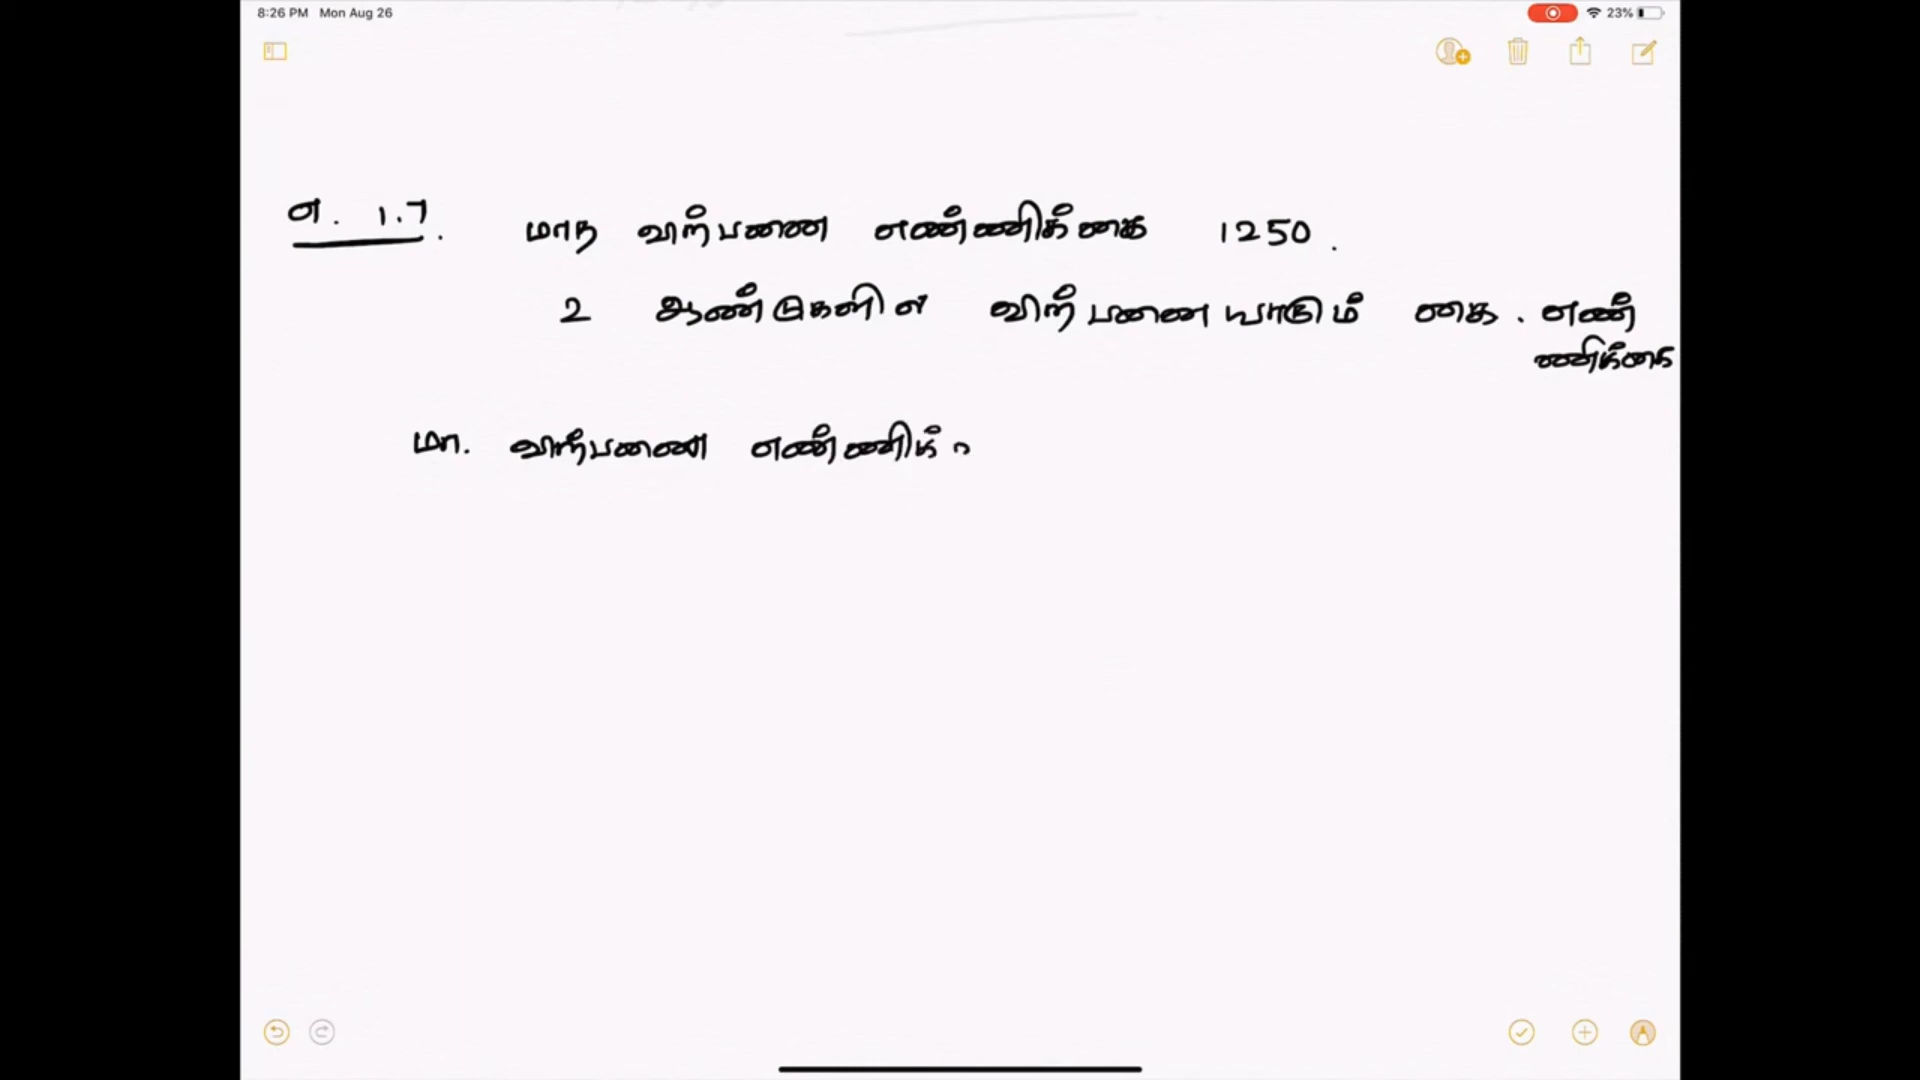 8:26 PM Mon Aug 26
23%
எ. 1.7. மாத விற்பனை எண்ணிக்கை 1250.
2 ஆண்டுகளில் விற்பனையாகும் கை. எண்
ணிக்கை
மா. விற்பனை எண்ணிக்